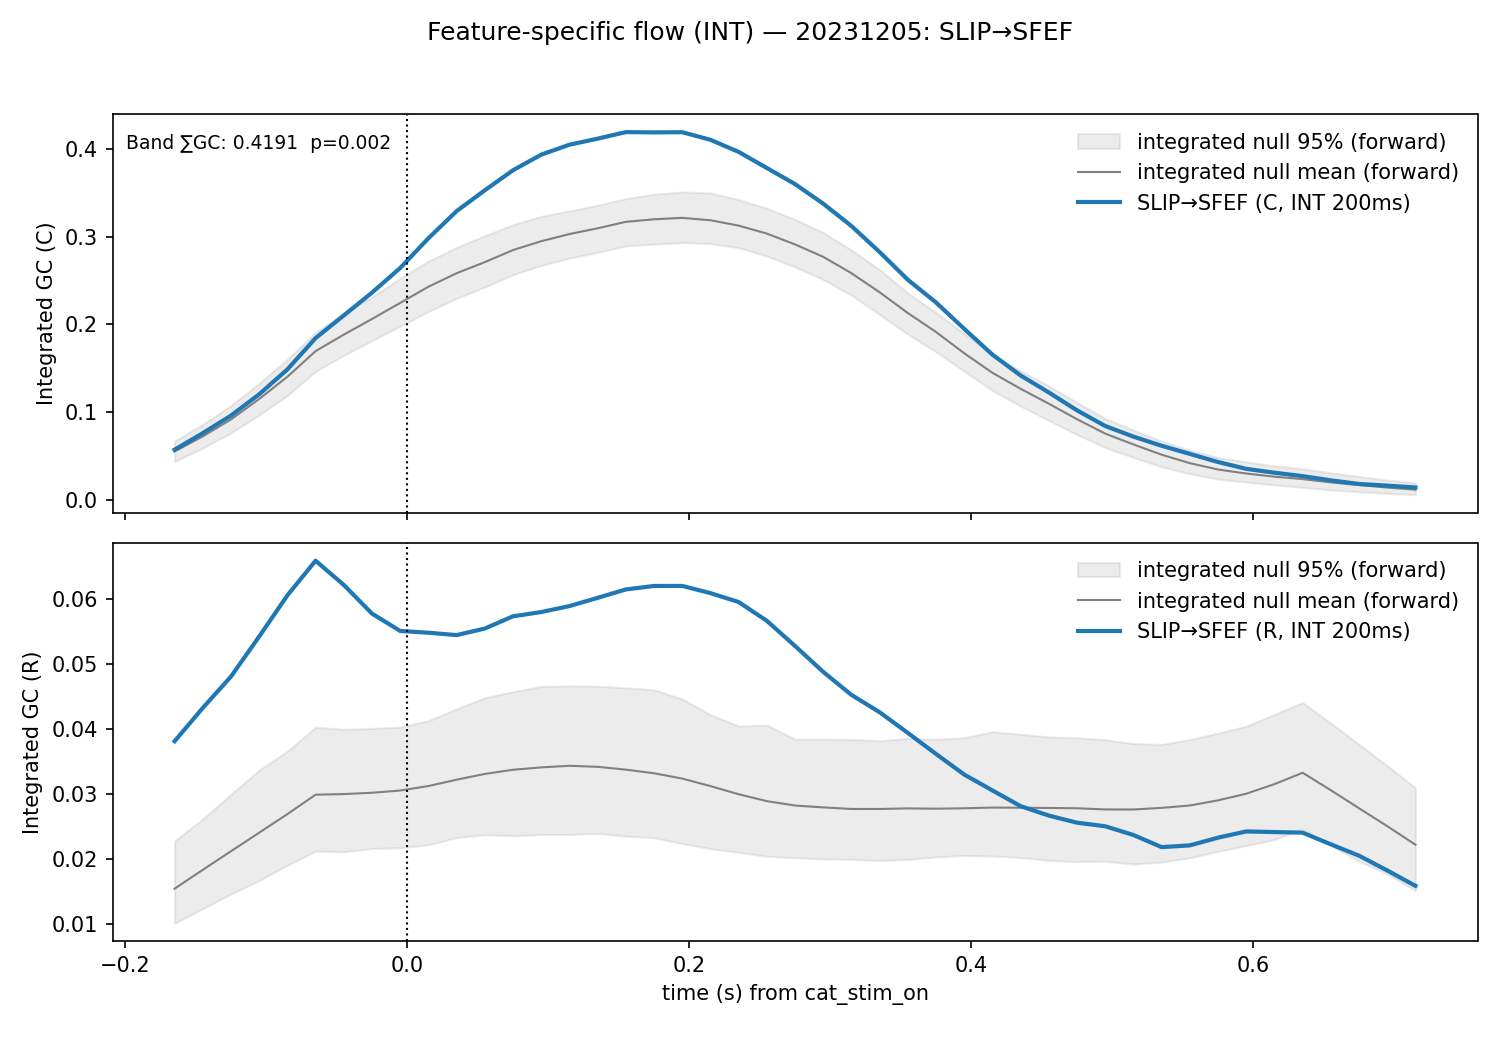 Feature-specific flow (INT) — 20231205: SLIP→SFEF
Band ∑GC: 0.4191  p=0.002
integrated null 95% (forward)
integrated null mean (forward)
SLIP→SFEF (C, INT 200ms)
Integrated GC (C)
0.4
0.3
0.2
0.1
0.0
integrated null 95% (forward)
integrated null mean (forward)
SLIP→SFEF (R, INT 200ms)
Integrated GC (R)
0.06
0.05
0.04
0.03
0.02
0.01
−0.2 0.0 0.2 0.4 0.6
time (s) from cat_stim_on